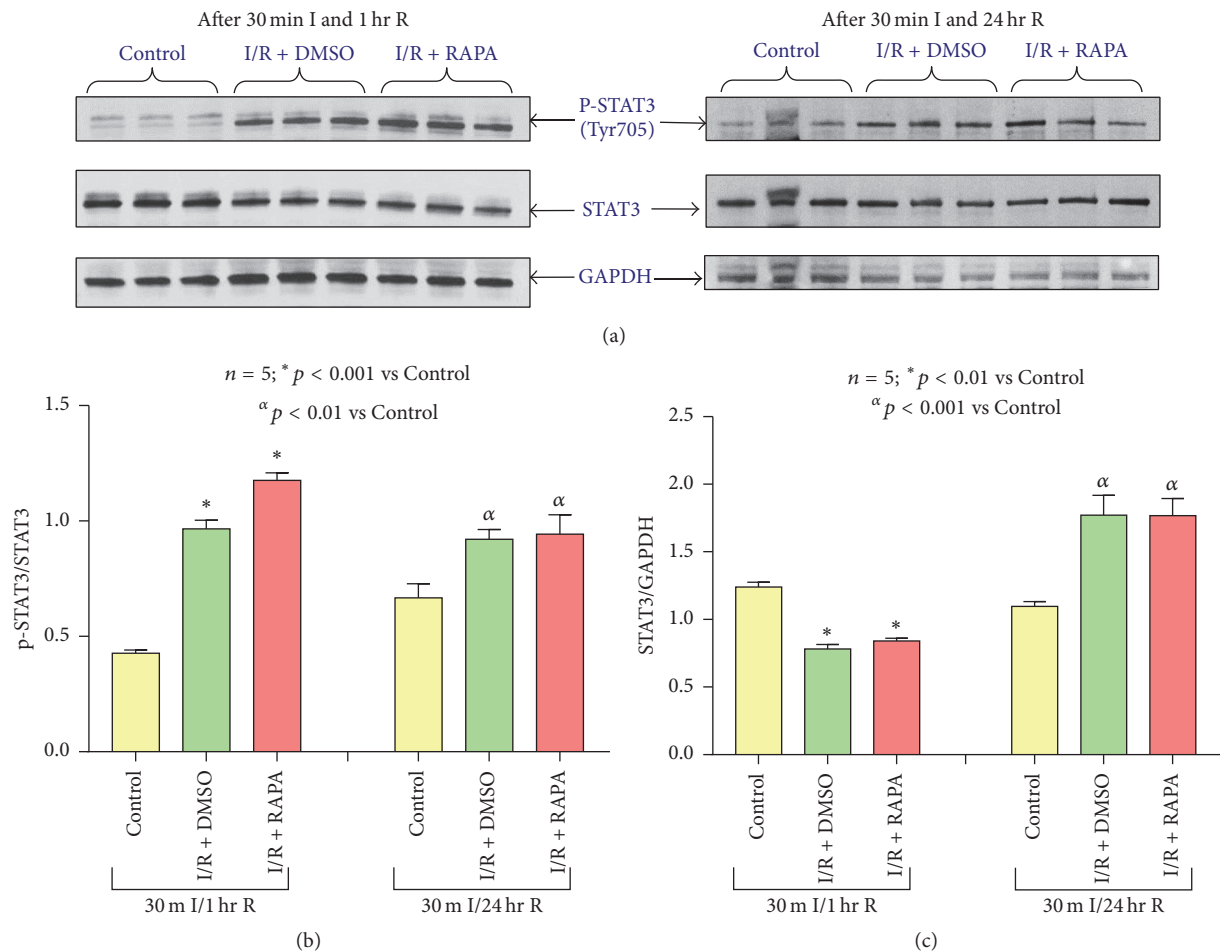 After 30 min I and 1 hr R
Control
I/R + DMSO
I/R + RAPA
After 30 min I and 24 hr R
Control
I/R + DMSO
I/R + RAPA
P-STAT3
(Tyr705)
STAT3
GAPDH
(a)
n = 5; * p < 0.001 vs Control
α p < 0.01 vs Control
p-STAT3/STAT3
1.5
1.0
0.5
0.0
*
*
α
α
Control
I/R + DMSO
I/R + RAPA
Control
I/R + DMSO
I/R + RAPA
30 m I/1 hr R
30 m I/24 hr R
(b)
n = 5; * p < 0.01 vs Control
α p < 0.001 vs Control
STAT3/GAPDH
2.5
2.0
1.5
1.0
0.5
0.0
*
*
α
α
Control
I/R + DMSO
I/R + RAPA
Control
I/R + DMSO
I/R + RAPA
30 m I/1 hr R
30 m I/24 hr R
(c)